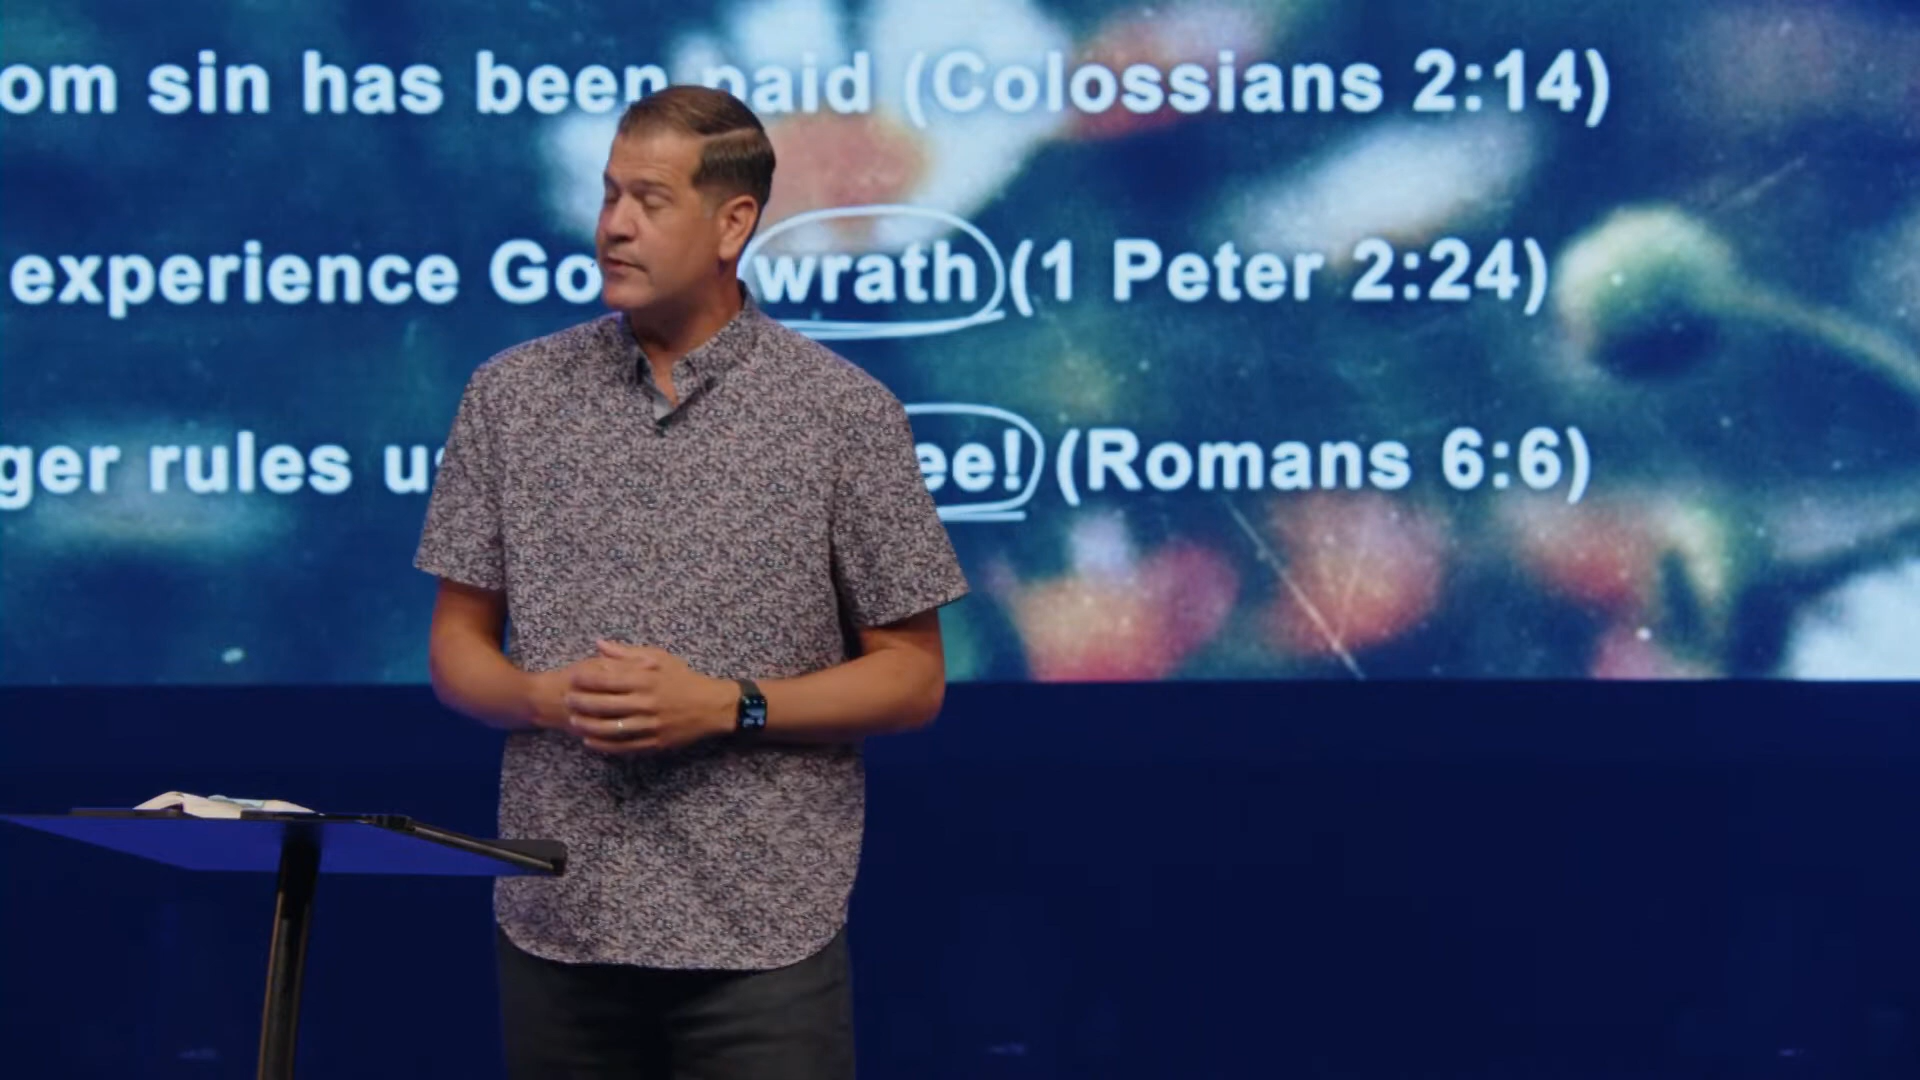 om sin has been paid (Colossians 2:14)
experience Go wrath (1 Peter 2:24)
ger rules us ee! (Romans 6:6)